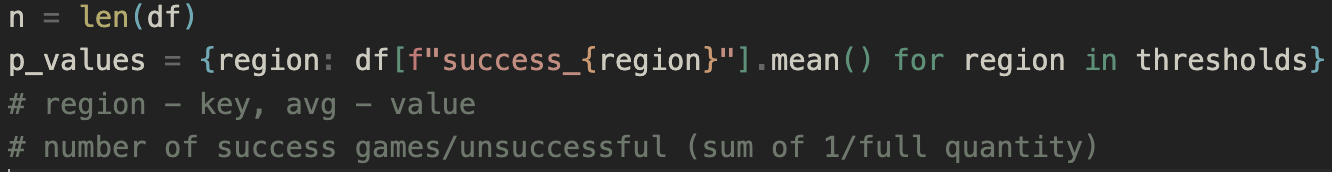 n = len(df)
p_values = {region: df[f"success_{region}"].mean() for region in thresholds}
# region - key, avg - value
# number of success games/unsuccessful (sum of 1/full quantity)